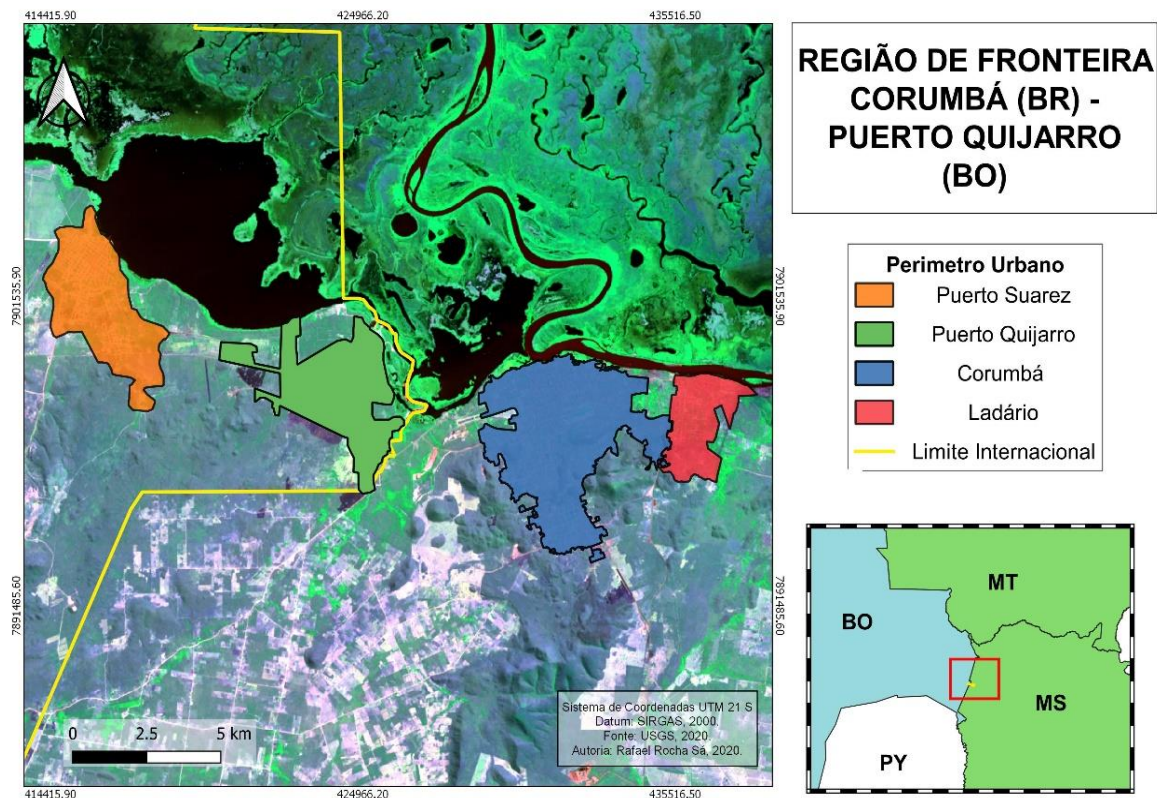 414415.90
424966.20
435516.50
7901535.90
7901535.90
7891485.60
7891485.60
0 2.5 5 km
Sistema de Coordenadas UTM 21 S
Datum: SIRGAS, 2000.
Fonte: USGS, 2020
Autoria: Rafael Rocha Sá, 2020.
414415.90
424966.20
435516.50
REGIÃO DE FRONTEIRA
CORUMBÁ (BR) -
PUERTO QUIJARRO
(BO)
Perimetro Urbano
Puerto Suarez
Puerto Quijarro
Corumbá
Ladário
Limite Internacional
MT
BO
MS
PY